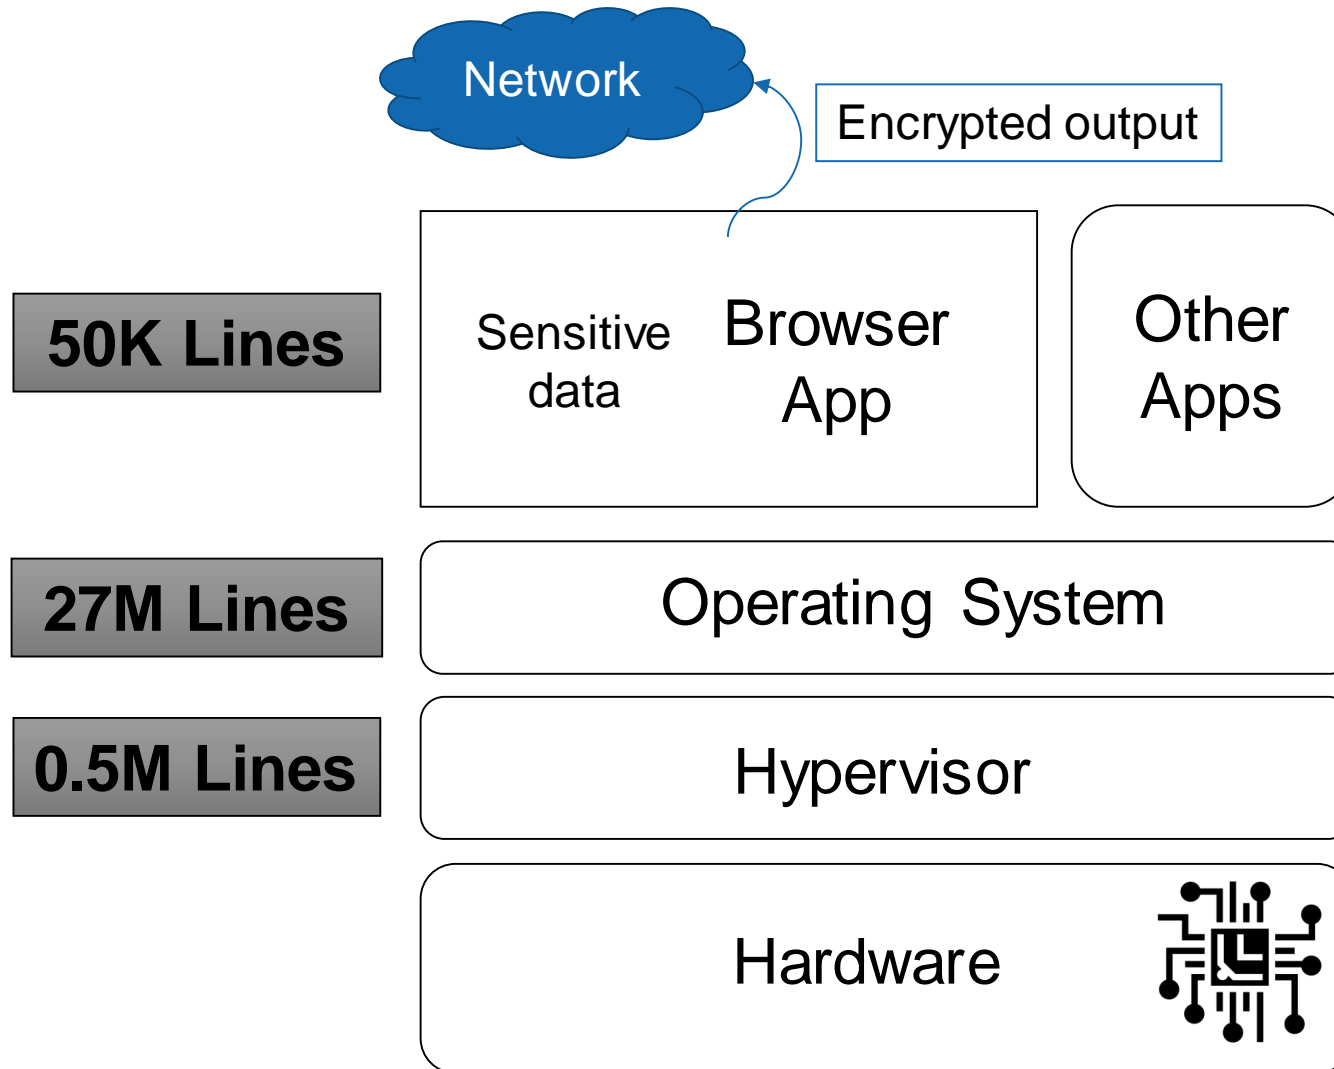 Network
Encrypted output
50K Lines
Sensitive
data
Browser
App
Other
Apps
27M Lines
Operating System
0.5M Lines
Hypervisor
Hardware